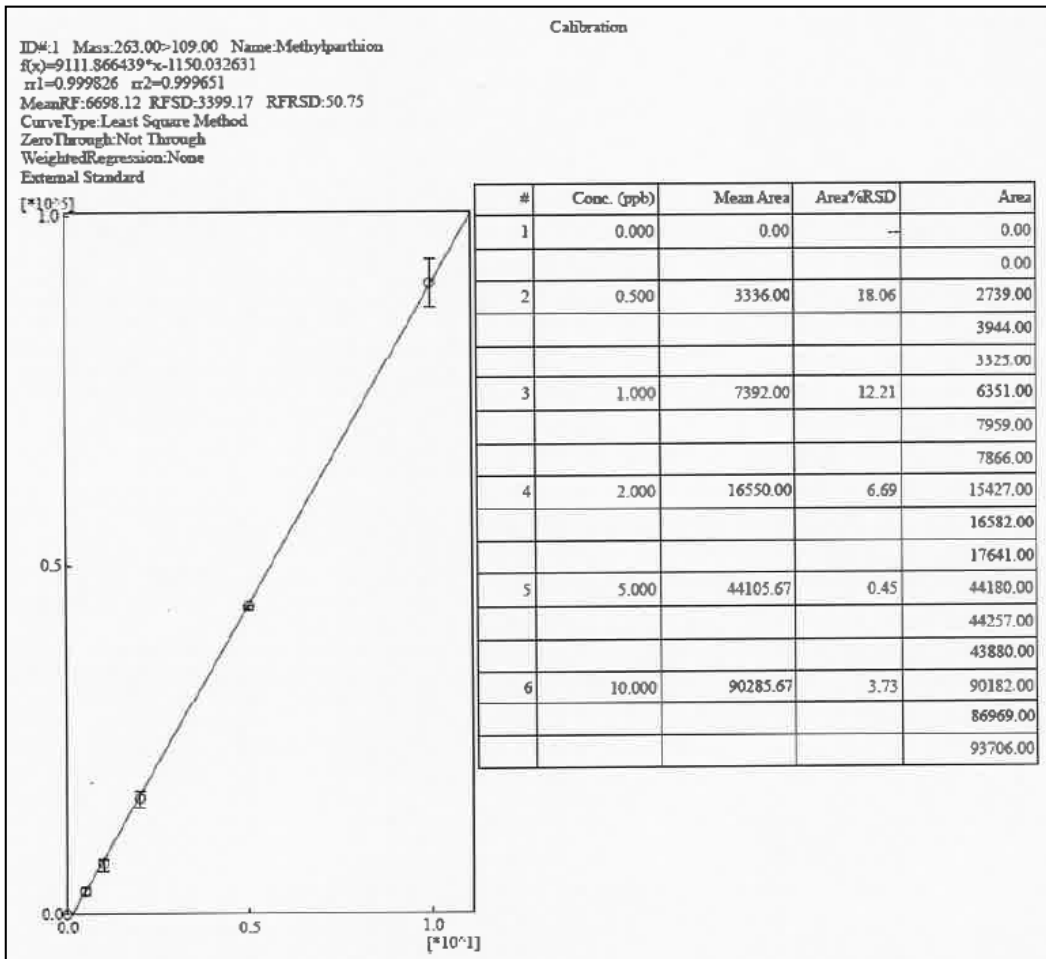 Calibration
ID#:1 Mass:263.00>109.00 Name:Methylparthion
f(x)=9111.866439*x-1150.032631
rr1=0.999826 rr2=0.999651
MeanRF:6698.12 RFSD:3399.17 RFRSD:50.75
CurveType:Least Square Method
ZeroThrough:Not Through
WeightedRegression:None
External Standard
[*10^5]
1.0
0.5
0.0
0.0 0.5 1.0
[*10^1]
# Conc. (ppb) Mean Area Area%RSD Area
1 0.000 0.00 -- 0.00
0.00
2 0.500 3336.00 18.06 2739.00
3944.00
3325.00
3 1.000 7392.00 12.21 6351.00
7959.00
7866.00
4 2.000 16550.00 6.69 15427.00
16582.00
17641.00
5 5.000 44105.67 0.45 44180.00
44257.00
43880.00
6 10.000 90285.67 3.73 90182.00
86969.00
93706.00